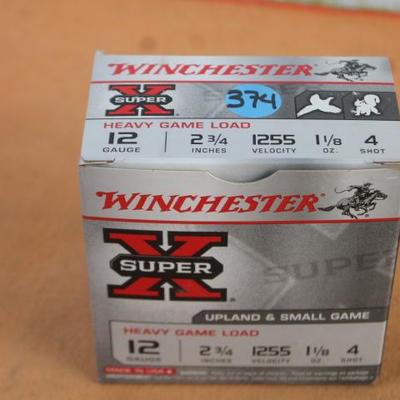 WINCHESTER
SUPER X
374
HEAVY GAME LOAD
12 GAUGE 2 3/4 INCHES 1255 VELOCITY 1 1/8 OZ. 4 SHOT
WINCHESTER
SUPER X
SUPER
UPLAND & SMALL GAME
HEAVY GAME LOAD
12 GAUGE 2 3/4 INCHES 1255 VELOCITY 1 1/8 OZ. 4 SHOT
MADE IN USA